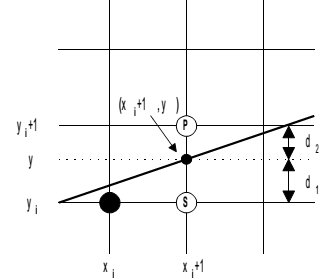 (x i+1 ,y )
y i+1
P
d 2
y
d 1
y i
S
x i
x i+1